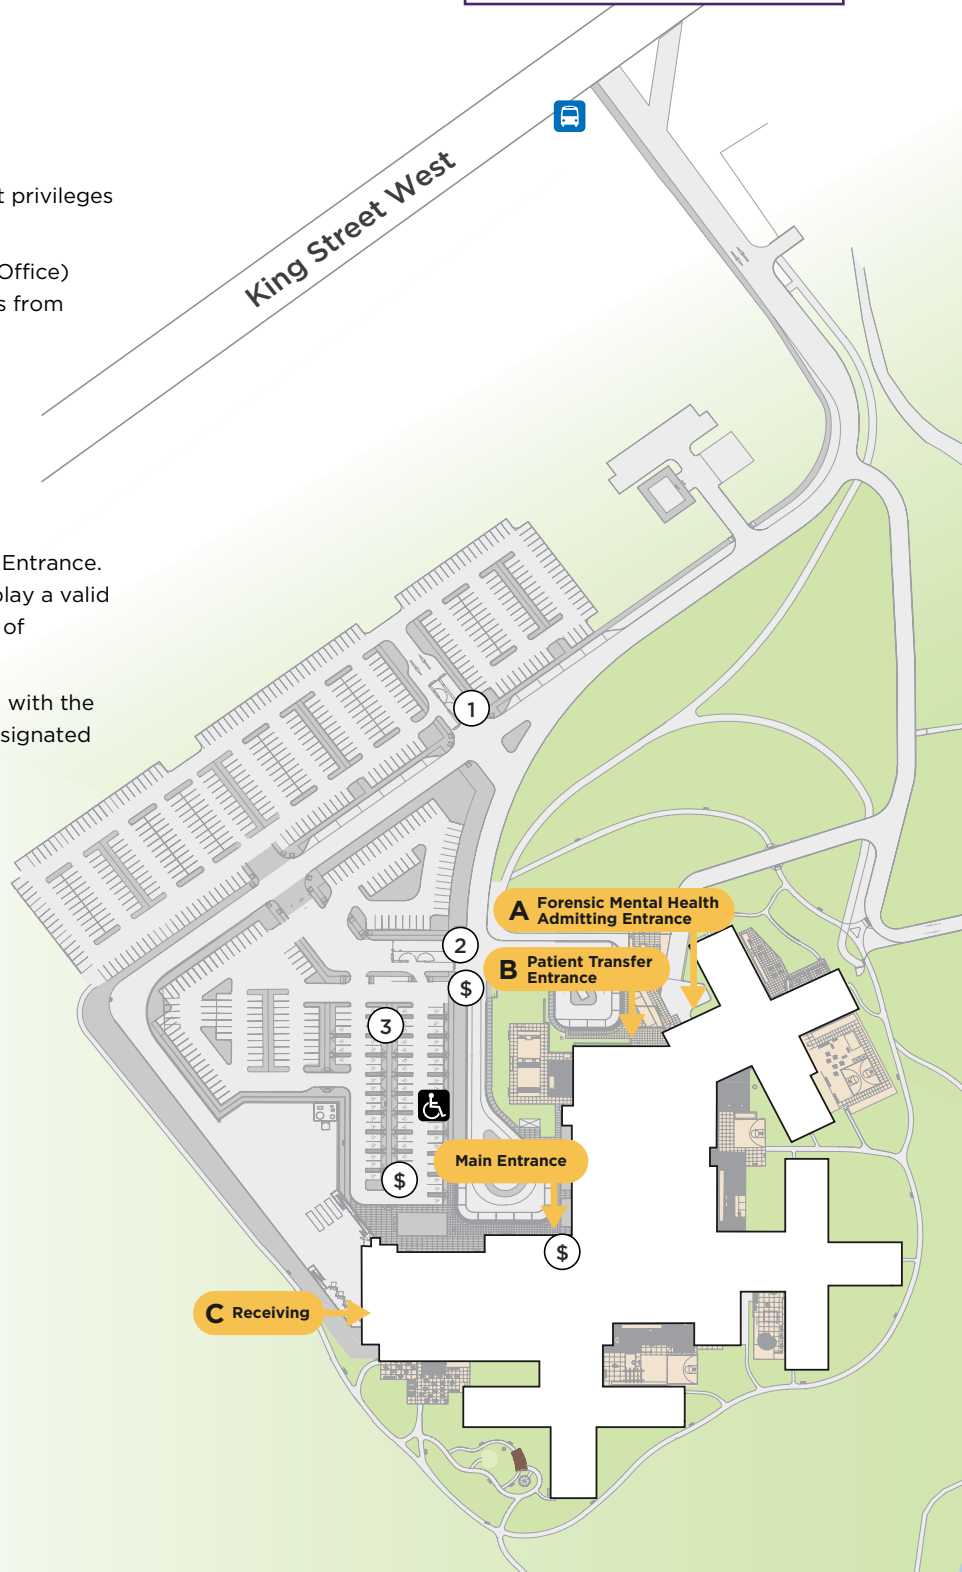 t privileges
Office)
s from
King Street West
Entrance.
play a valid
of
with the
signated
1
2
$
3
$
A Forensic Mental Health
Admitting Entrance
B Patient Transfer
Entrance
Main Entrance
$
C Receiving